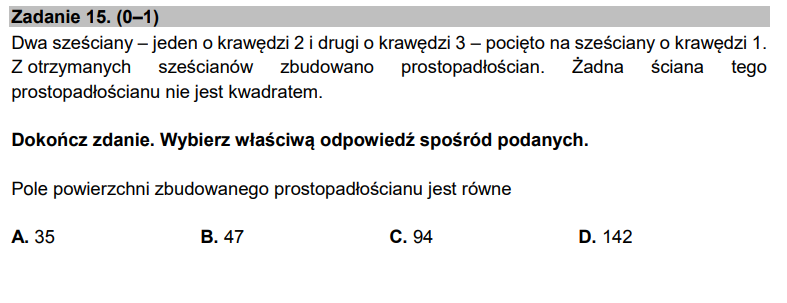 Zadanie 15. (0–1)
Dwa sześciany – jeden o krawędzi 2 i drugi o krawędzi 3 – pocięto na sześciany o krawędzi 1.
Z otrzymanych sześcianów zbudowano prostopadłościan. Żadna ściana tego
prostopadłościanu nie jest kwadratem.
Dokończ zdanie. Wybierz właściwą odpowiedź spośród podanych.
Pole powierzchni zbudowanego prostopadłościanu jest równe
A. 35 B. 47 C. 94 D. 142